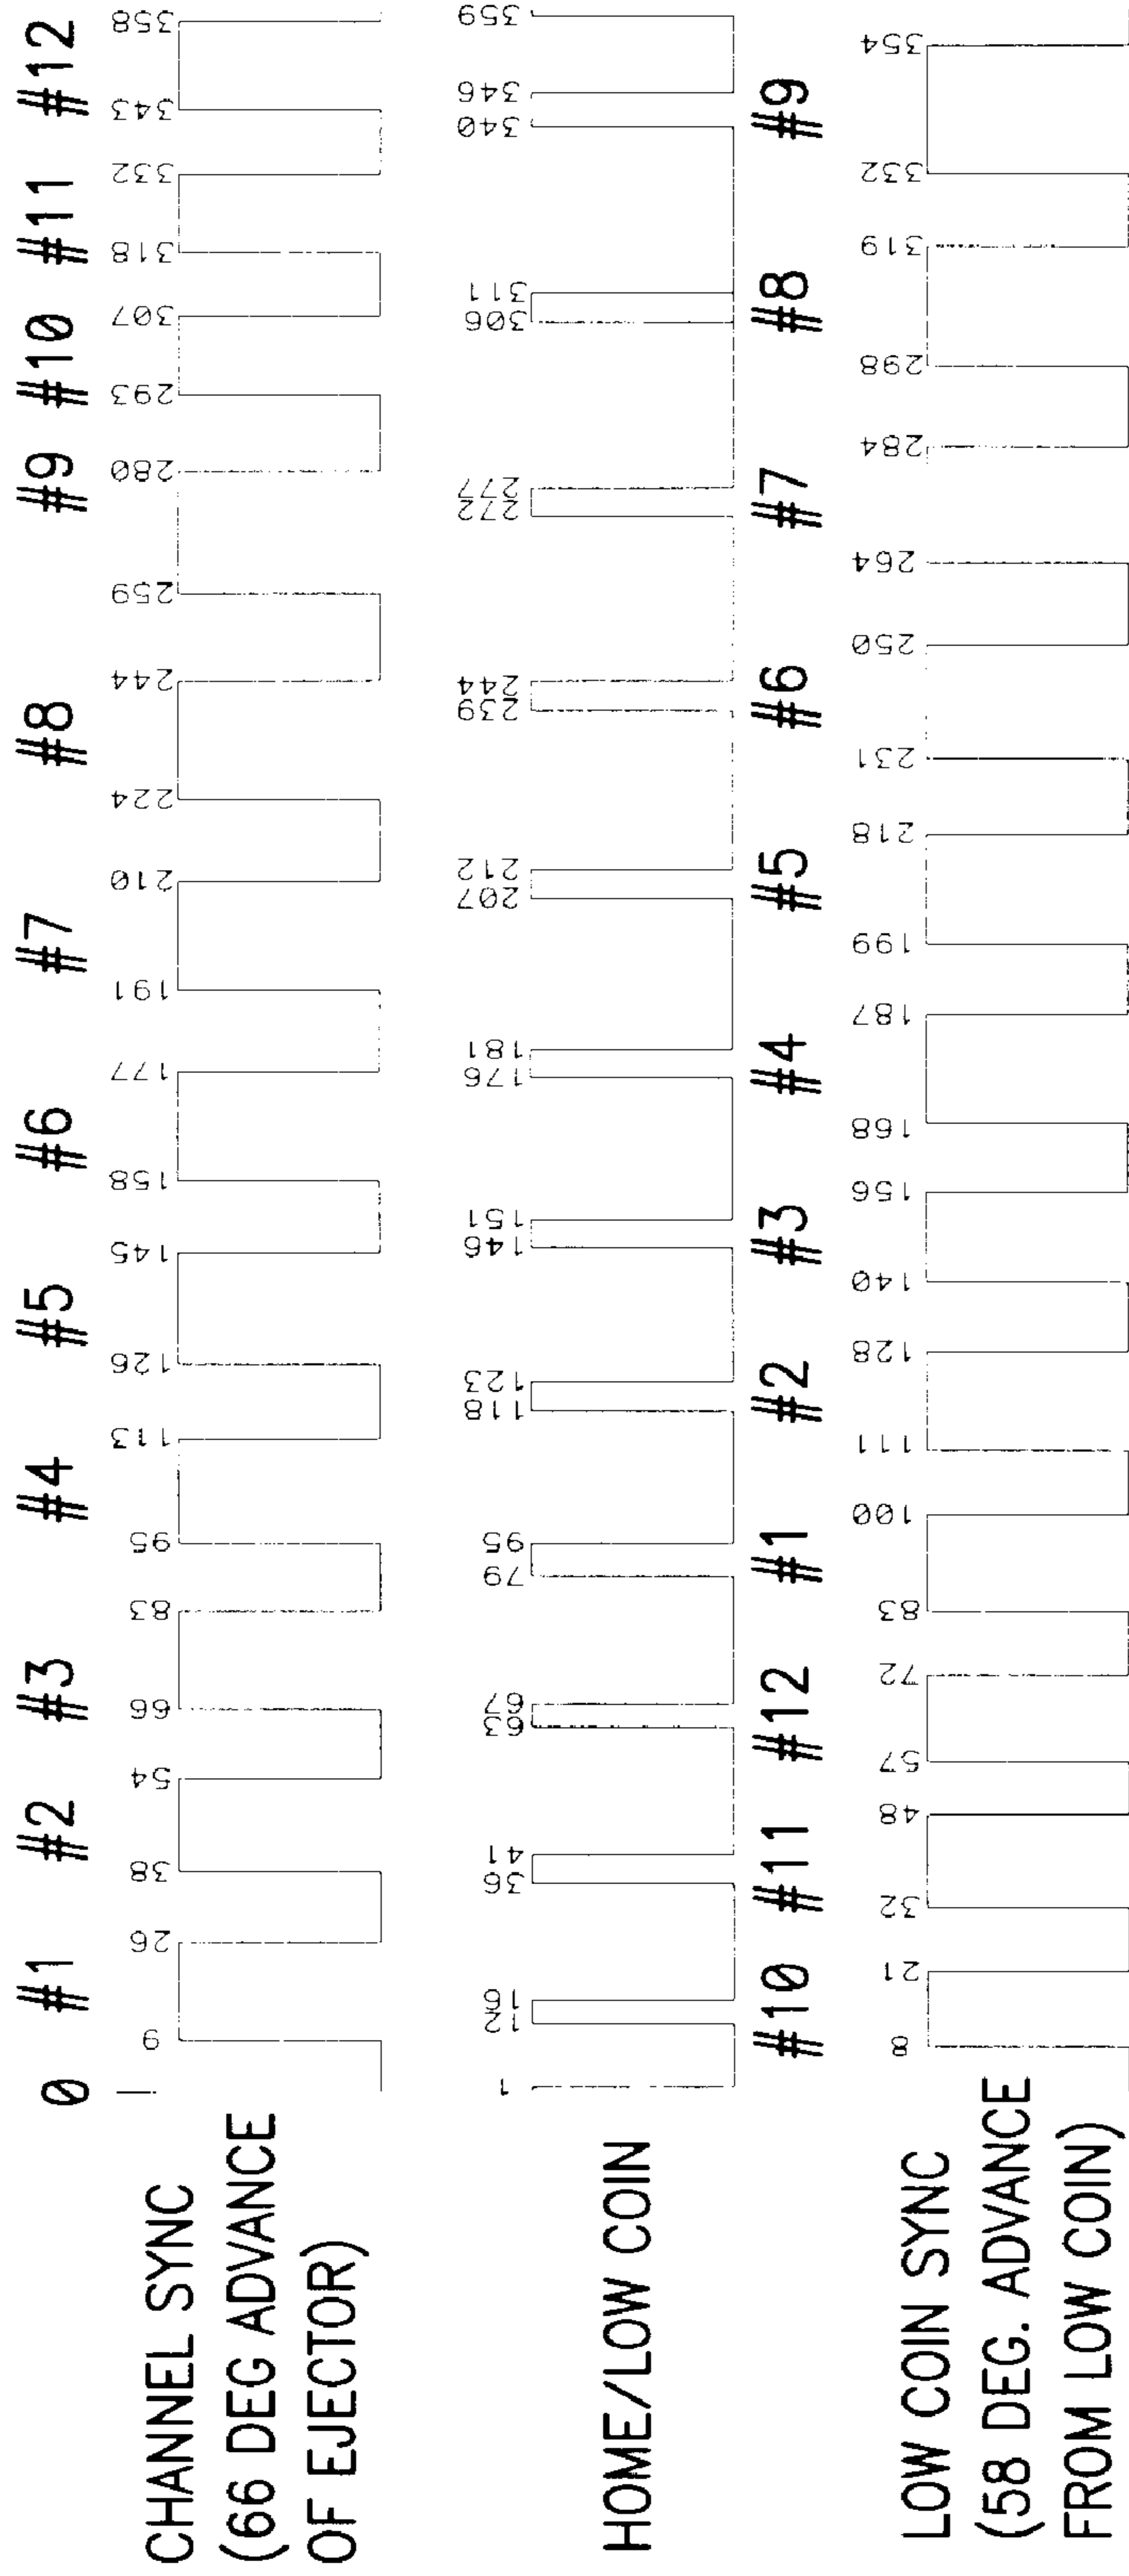 0 #1 #2 #3 #4 #5 #6 #7 #8 #9 #10 #11 #12
CHANNEL SYNC
(66 DEG ADVANCE
OF EJECTOR)
9 26 38 54 66 83 95 113 126 145 158 177 191 210 224 244 259 280 293 307 318 332 343 358
HOME/LOW COIN
1 12 16 36 41 63 67 79 95 118 123 146 151 176 181 207 212 239 244 272 277 306 311 340 346 359
#10 #11 #12 #1 #2 #3 #4 #5 #6 #7 #8 #9
LOW COIN SYNC
(58 DEG. ADVANCE
FROM LOW COIN)
8 21 32 48 57 72 83 100 111 128 140 156 168 187 199 218 231 250 264 284 298 319 332 354